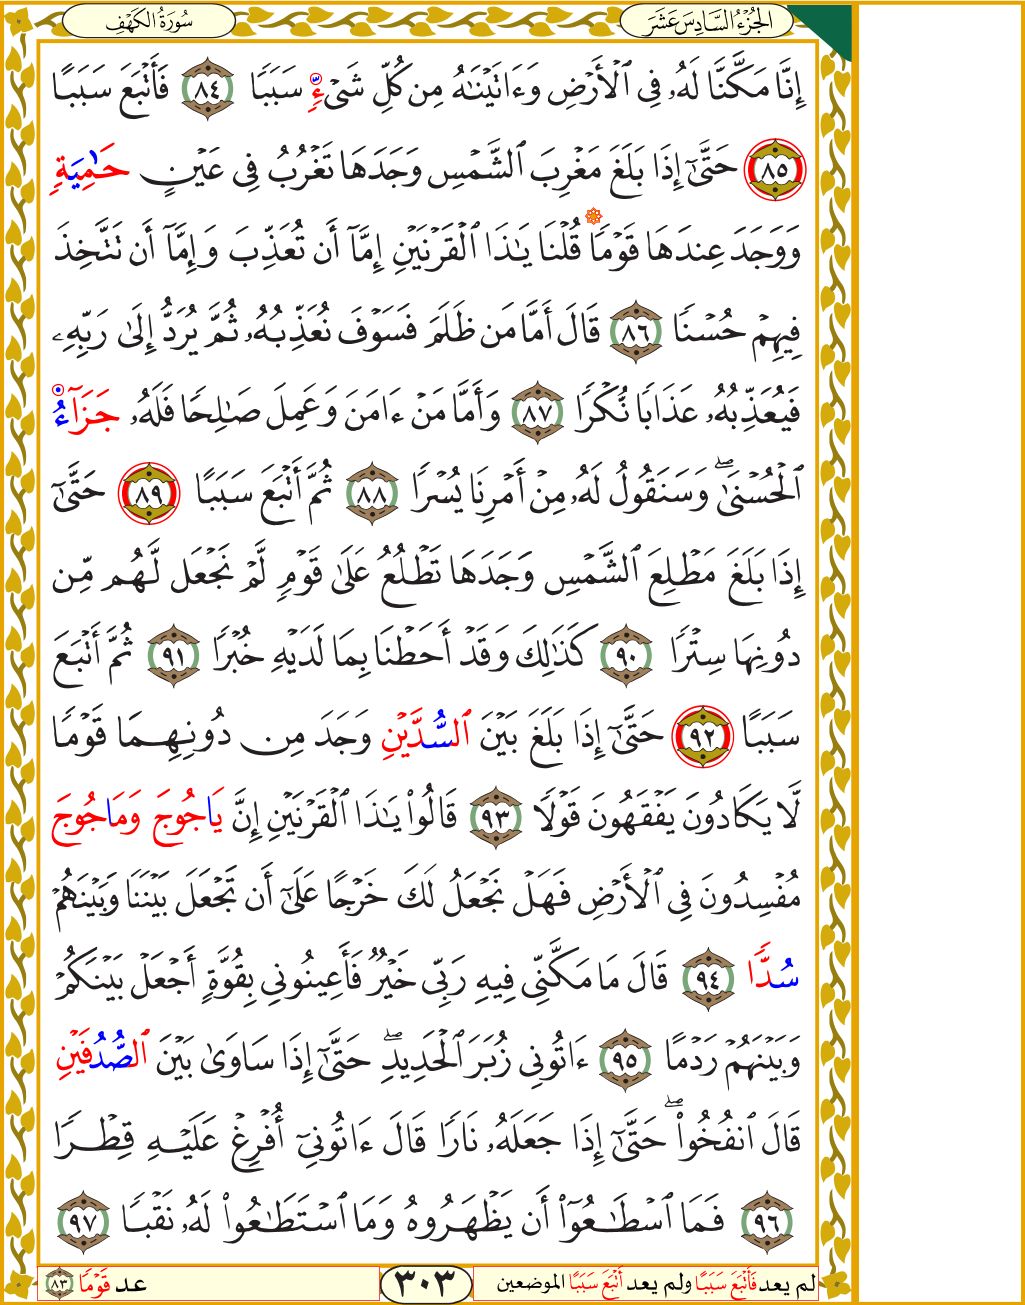 سُورَةُ الكَهْفِ
الجُزْءُ السَّادِسَ عَشَرَ
إِنَّا مَكَّنَّا لَهُۥ فِي ٱلْأَرْضِ وَءَاتَيْنَٰهُ مِن كُلِّ شَىْءٍ سَبَبًا ٨٤ فَأَتْبَعَ سَبَبًا
٨٥ حَتَّىٰٓ إِذَا بَلَغَ مَغْرِبَ ٱلشَّمْسِ وَجَدَهَا تَغْرُبُ فِي عَيْنٍ حَٰمِيَةٍ
وَوَجَدَ عِندَهَا قَوْمًا قُلْنَا يَٰذَا ٱلْقَرْنَيْنِ إِمَّآ أَن تُعَذِّبَ وَإِمَّآ أَن تَتَّخِذَ
فِيهِمْ حُسْنًا ٨٦ قَالَ أَمَّا مَن ظَلَمَ فَسَوْفَ نُعَذِّبُهُۥ ثُمَّ يُرَدُّ إِلَىٰ رَبِّهِۦ
فَيُعَذِّبُهُۥ عَذَابًا نُّكْرًا ٨٧ وَأَمَّا مَنْ ءَامَنَ وَعَمِلَ صَٰلِحًا فَلَهُۥ جَزَآءُ
ٱلْحُسْنَىٰۖ وَسَنَقُولُ لَهُۥ مِنْ أَمْرِنَا يُسْرًا ٨٨ ثُمَّ أَتْبَعَ سَبَبًا ٨٩ حَتَّىٰٓ
إِذَا بَلَغَ مَطْلِعَ ٱلشَّمْسِ وَجَدَهَا تَطْلُعُ عَلَىٰ قَوْمٍ لَّمْ نَجْعَل لَّهُم مِّن
دُونِهَا سِتْرًا ٩٠ كَذَٰلِكَ وَقَدْ أَحَطْنَا بِمَا لَدَيْهِ خُبْرًا ٩١ ثُمَّ أَتْبَعَ
سَبَبًا ٩٢ حَتَّىٰٓ إِذَا بَلَغَ بَيْنَ ٱلسُّدَّيْنِ وَجَدَ مِن دُونِهِمَا قَوْمًا
لَّا يَكَادُونَ يَفْقَهُونَ قَوْلًا ٩٣ قَالُوا۟ يَٰذَا ٱلْقَرْنَيْنِ إِنَّ يَاجُوجَ وَمَاجُوجَ
مُفْسِدُونَ فِي ٱلْأَرْضِ فَهَلْ نَجْعَلُ لَكَ خَرْجًا عَلَىٰٓ أَن تَجْعَلَ بَيْنَنَا وَبَيْنَهُمْ
سُدًّا ٩٤ قَالَ مَا مَكَّنِّي فِيهِ رَبِّي خَيْرٌ فَأَعِينُونِي بِقُوَّةٍ أَجْعَلْ بَيْنَكُمْ
وَبَيْنَهُمْ رَدْمًا ٩٥ ءَاتُونِي زُبَرَ ٱلْحَدِيدِۖ حَتَّىٰٓ إِذَا سَاوَىٰ بَيْنَ ٱلصُّدُفَيْنِ
قَالَ ٱنفُخُوا۟ۖ حَتَّىٰٓ إِذَا جَعَلَهُۥ نَارًا قَالَ ءَاتُونِيٓ أُفْرِغْ عَلَيْهِ قِطْرًا
٩٦ فَمَا ٱسْطَٰعُوٓا۟ أَن يَظْهَرُوهُ وَمَا ٱسْتَطَٰعُوا۟ لَهُۥ نَقْبًا ٩٧
لم يعد فَأَتْبَعَ سَبَبًا ولم يعد أَتْبَعَ سَبَبًا الموضعين
٣٠٣
عد قَوْمًا ٨٣